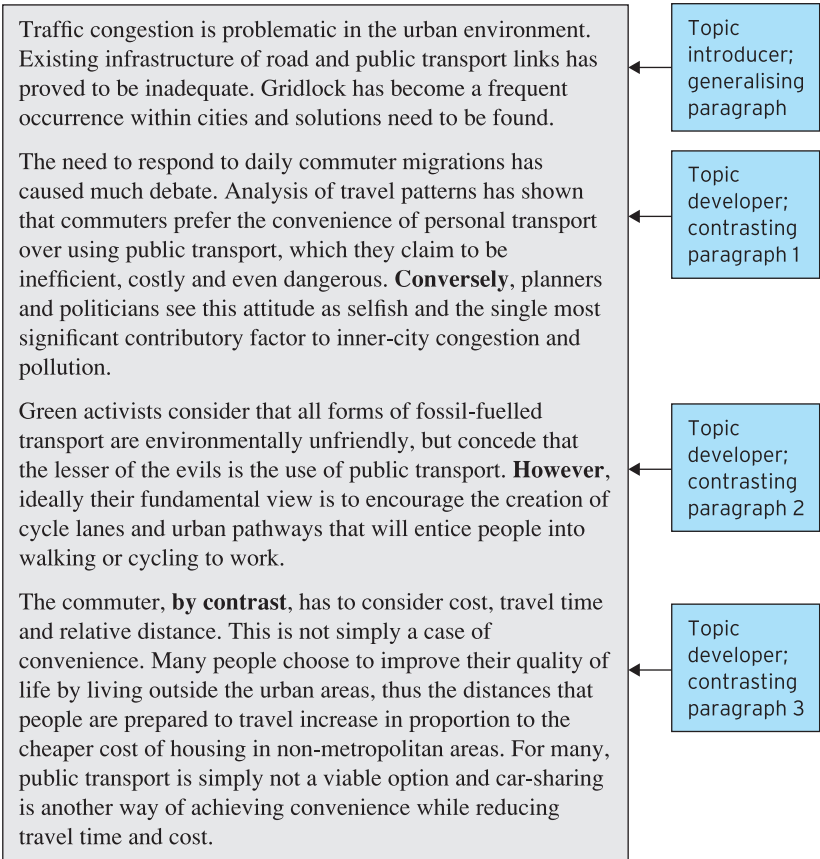 Traffic congestion is problematic in the urban environment.
Existing infrastructure of road and public transport links has
proved to be inadequate. Gridlock has become a frequent
occurrence within cities and solutions need to be found.
Topic
introducer;
generalising
paragraph
The need to respond to daily commuter migrations has
caused much debate. Analysis of travel patterns has shown
that commuters prefer the convenience of personal transport
over using public transport, which they claim to be
inefficient, costly and even dangerous. Conversely, planners
and politicians see this attitude as selfish and the single most
significant contributory factor to inner-city congestion and
pollution.
Topic
developer;
contrasting
paragraph 1
Green activists consider that all forms of fossil-fuelled
transport are environmentally unfriendly, but concede that
the lesser of the evils is the use of public transport. However,
ideally their fundamental view is to encourage the creation of
cycle lanes and urban pathways that will entice people into
walking or cycling to work.
Topic
developer;
contrasting
paragraph 2
The commuter, by contrast, has to consider cost, travel time
and relative distance. This is not simply a case of
convenience. Many people choose to improve their quality of
life by living outside the urban areas, thus the distances that
people are prepared to travel increase in proportion to the
cheaper cost of housing in non-metropolitan areas. For many,
public transport is simply not a viable option and car-sharing
is another way of achieving convenience while reducing
travel time and cost.
Topic
developer;
contrasting
paragraph 3